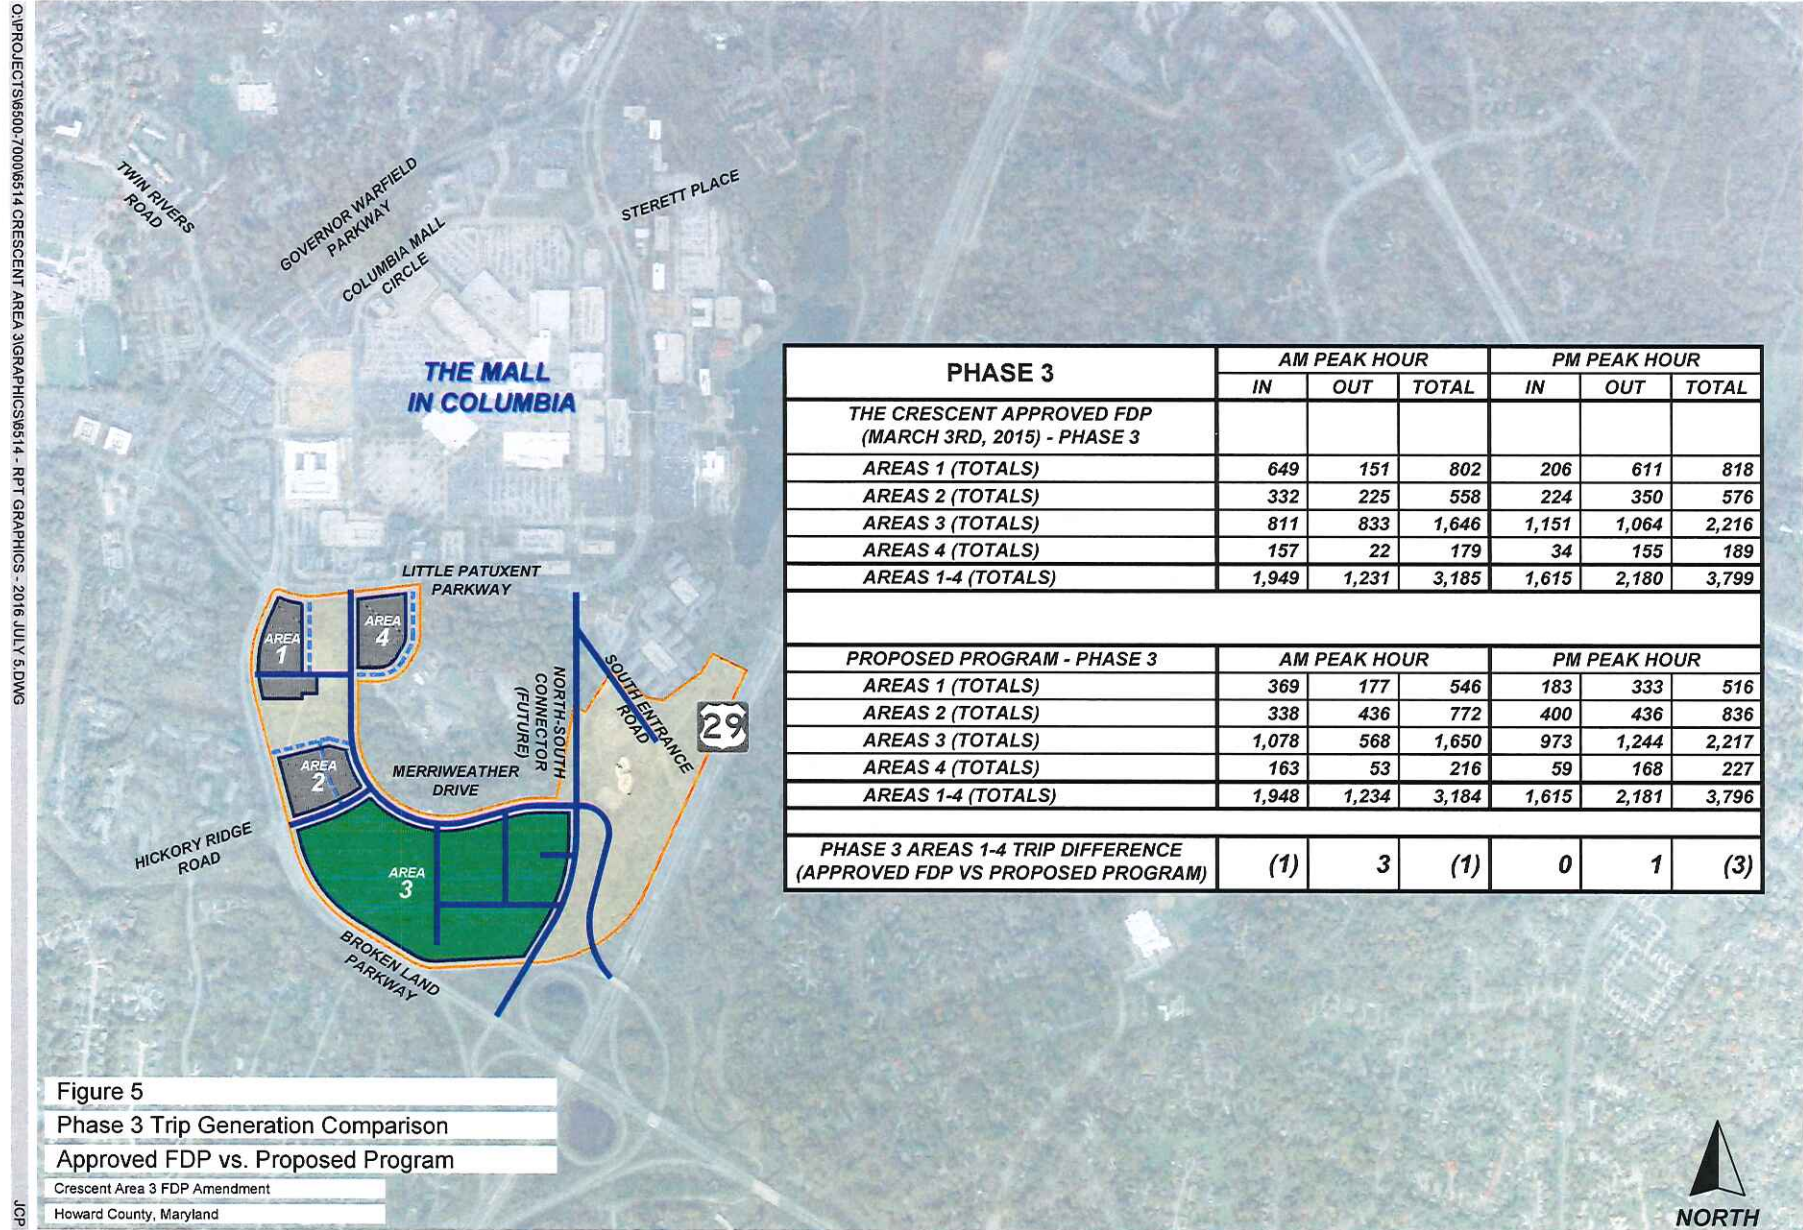 O:\PROJECTS\6500-7000\6514 CRESCENT AREA 3\GRAPHICS\6514 - RPT GRAPHICS - 2016 JULY 5.DWG
JCP
TWIN RIVERS
ROAD
GOVERNOR WARFIELD
PARKWAY
COLUMBIA MALL
CIRCLE
STERETT PLACE
THE MALL
IN COLUMBIA
LITTLE PATUXENT
PARKWAY
AREA
1
AREA
4
NORTH-SOUTH
CONNECTOR
(FUTURE)
SOUTH ENTRANCE
ROAD
29
AREA
2
MERRIWEATHER
DRIVE
HICKORY RIDGE
ROAD
AREA
3
BROKEN LAND
PARKWAY
PHASE 3 AM PEAK HOUR PM PEAK HOUR
IN OUT TOTAL IN OUT TOTAL
THE CRESCENT APPROVED FDP
(MARCH 3RD, 2015) - PHASE 3
AREAS 1 (TOTALS) 649 151 802 206 611 818
AREAS 2 (TOTALS) 332 225 558 224 350 576
AREAS 3 (TOTALS) 811 833 1,646 1,151 1,064 2,216
AREAS 4 (TOTALS) 157 22 179 34 155 189
AREAS 1-4 (TOTALS) 1,949 1,231 3,185 1,615 2,180 3,799
PROPOSED PROGRAM - PHASE 3 AM PEAK HOUR PM PEAK HOUR
AREAS 1 (TOTALS) 369 177 546 183 333 516
AREAS 2 (TOTALS) 338 436 772 400 436 836
AREAS 3 (TOTALS) 1,078 568 1,650 973 1,244 2,217
AREAS 4 (TOTALS) 163 53 216 59 168 227
AREAS 1-4 (TOTALS) 1,948 1,234 3,184 1,615 2,181 3,796
PHASE 3 AREAS 1-4 TRIP DIFFERENCE
(APPROVED FDP VS PROPOSED PROGRAM) (1) 3 (1) 0 1 (3)
Figure 5
Phase 3 Trip Generation Comparison
Approved FDP vs. Proposed Program
Crescent Area 3 FDP Amendment
Howard County, Maryland
NORTH